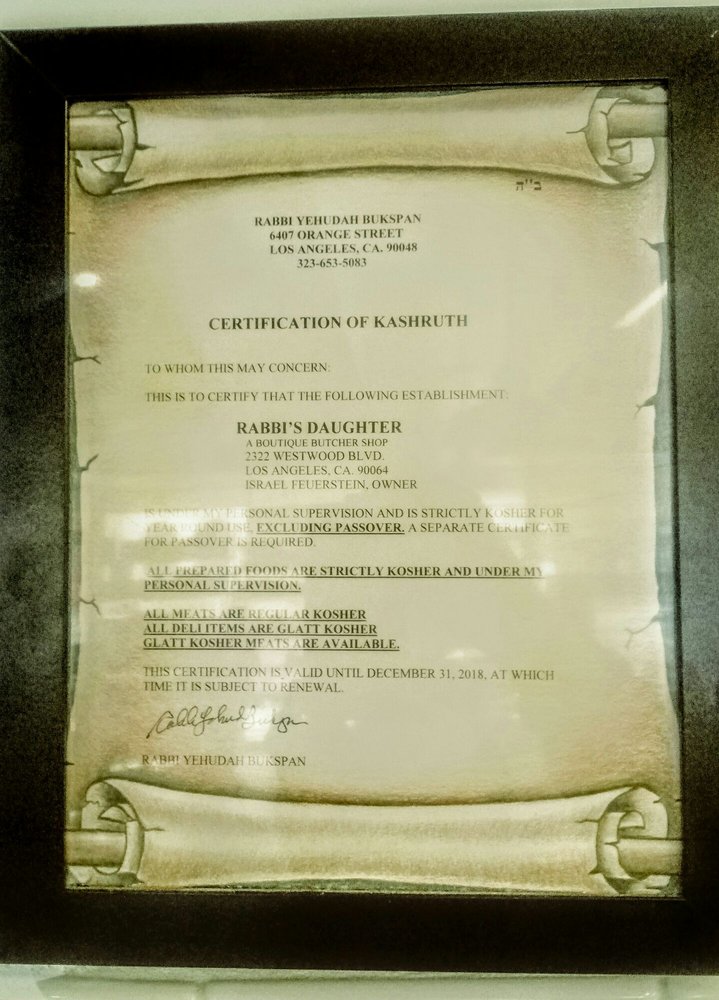 ב''ה
RABBI YEHUDAH BUKSPAN
6407 ORANGE STREET
LOS ANGELES, CA. 90048
323-653-5083
CERTIFICATION OF KASHRUTH
TO WHOM THIS MAY CONCERN:
THIS IS TO CERTIFY THAT THE FOLLOWING ESTABLISHMENT:
RABBI'S DAUGHTER
A BOUTIQUE BUTCHER SHOP
2322 WESTWOOD BLVD.
LOS ANGELES, CA. 90064
ISRAEL FEUERSTEIN, OWNER
IS UNDER MY PERSONAL SUPERVISION AND IS STRICTLY KOSHER FOR
YEAR ROUND USE, EXCLUDING PASSOVER. A SEPARATE CERTIFICATE
FOR PASSOVER IS REQUIRED.
ALL PREPARED FOODS ARE STRICTLY KOSHER AND UNDER MY
PERSONAL SUPERVISION.
ALL MEATS ARE REGULAR KOSHER
ALL DELI ITEMS ARE GLATT KOSHER
GLATT KOSHER MEATS ARE AVAILABLE.
THIS CERTIFICATION IS VALID UNTIL DECEMBER 31, 2018, AT WHICH
TIME IT IS SUBJECT TO RENEWAL.
RABBI YEHUDAH BUKSPAN